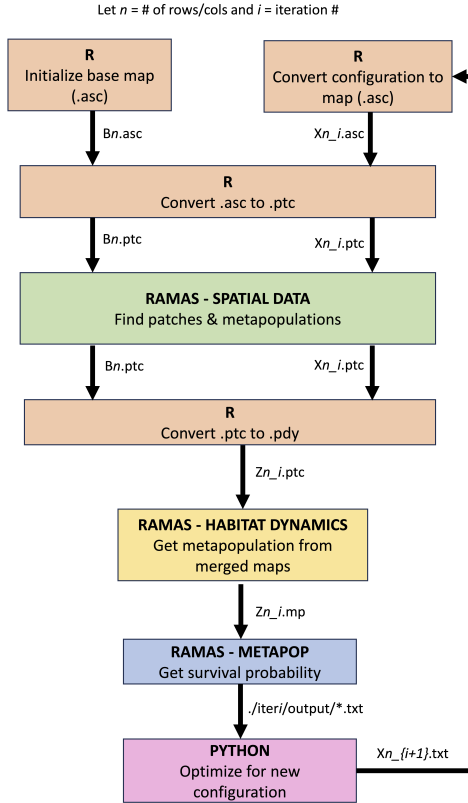 Let n = # of rows/cols and i = iteration #
R
Initialize base map
(.asc)
R
Convert configuration to
map (.asc)
Bn.asc
Xn_i.asc
R
Convert .asc to .ptc
Bn.ptc
Xn_i.ptc
RAMAS - SPATIAL DATA
Find patches & metapopulations
Bn.ptc
Xn_i.ptc
R
Convert .ptc to .pdy
Zn_i.ptc
RAMAS - HABITAT DYNAMICS
Get metapopulation from
merged maps
Zn_i.mp
RAMAS - METAPOP
Get survival probability
./iteri/output/*.txt
PYTHON
Optimize for new
configuration
Xn_{i+1}.txt